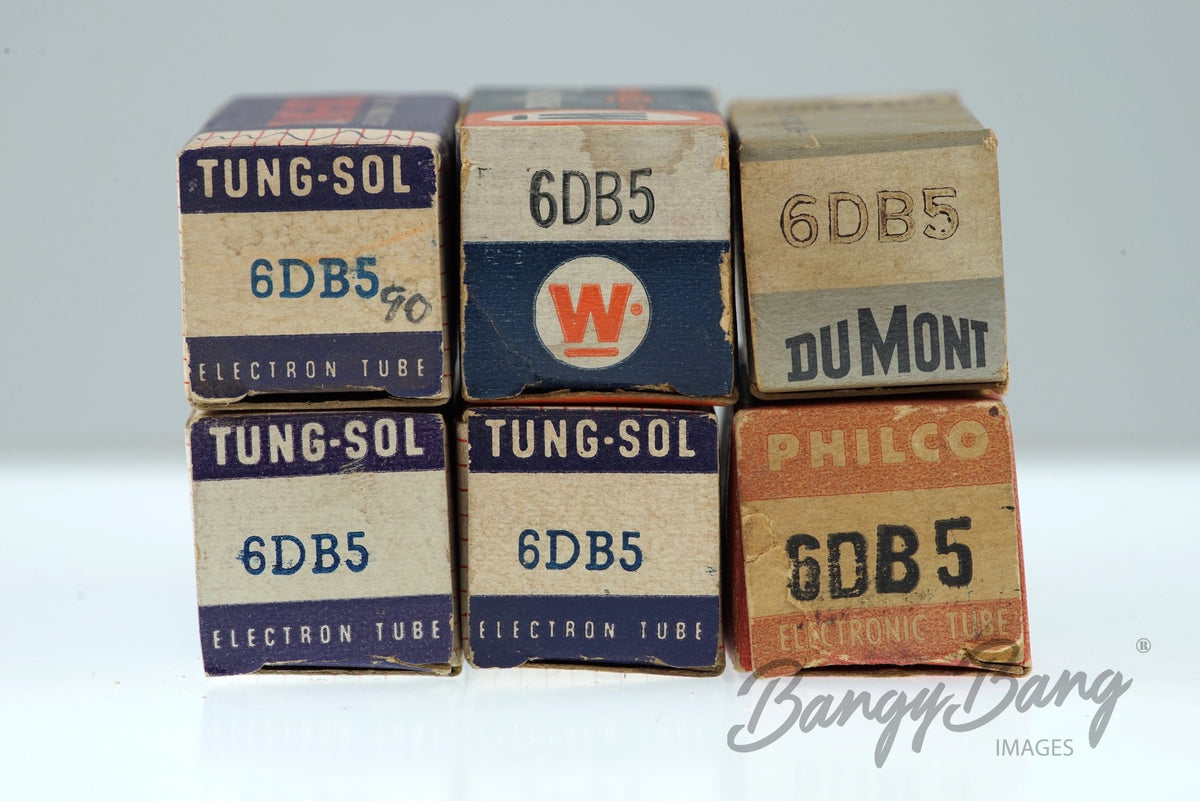 TUNG-SOL
6DB5
90
ELECTRON TUBE
6DB5
W
6DB5
DUMONT
TUNG-SOL
6DB5
ELECTRON TUBE
TUNG-SOL
6DB5
ELECTRON TUBE
PHILCO
6DB5
ELECTRONIC TUBE
BangyBang ®
IMAGES